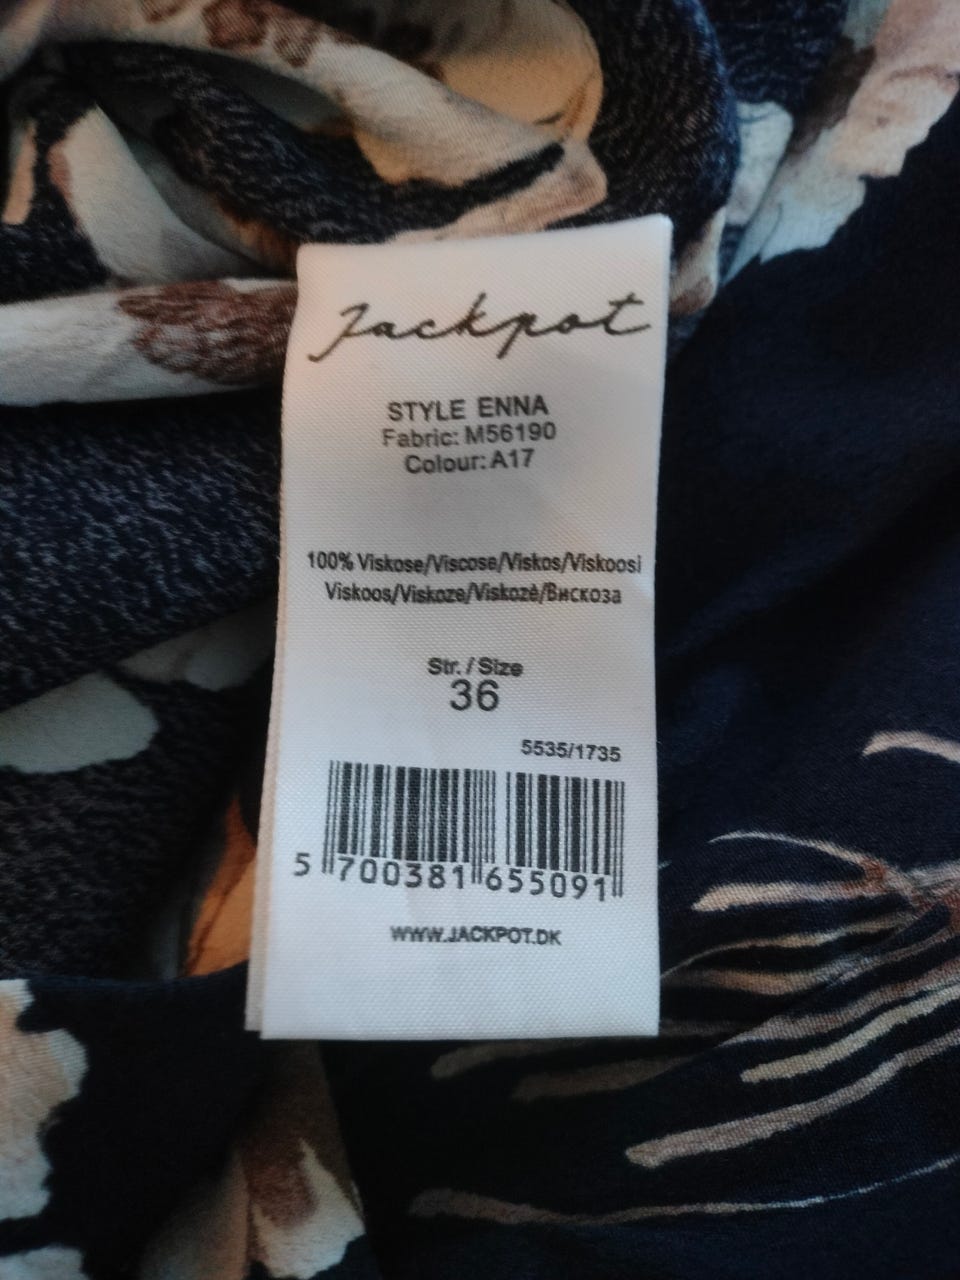 Jackpot
STYLE ENNA
Fabric: M56190
Colour: A17
100% Viskose/Viscose/Viskos/Viskoosi
Viskoos/Viskoze/Viskozė/Вискоза
Str. / Size
36
5535/1735
5 700381 655091
WWW.JACKPOT.DK